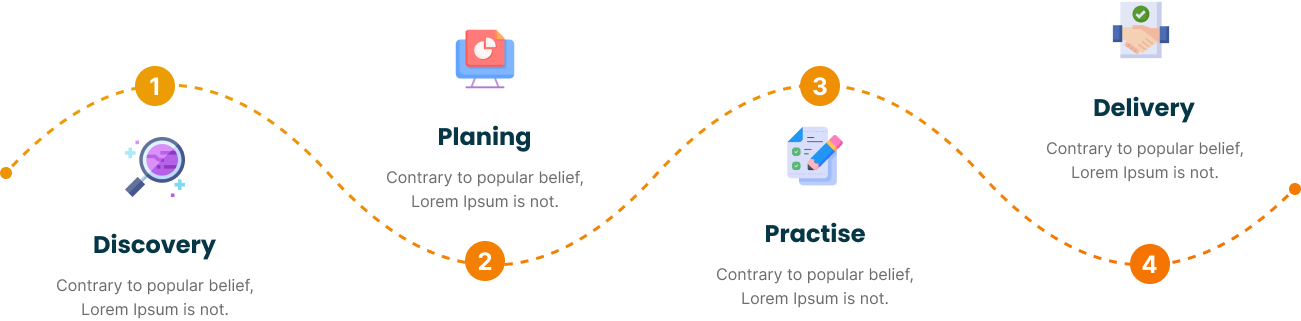 1
Discovery
Contrary to popular belief,
Lorem Ipsum is not.
Planing
Contrary to popular belief,
Lorem Ipsum is not.
2
3
Practise
Contrary to popular belief,
Lorem Ipsum is not.
Delivery
Contrary to popular belief,
Lorem Ipsum is not.
4